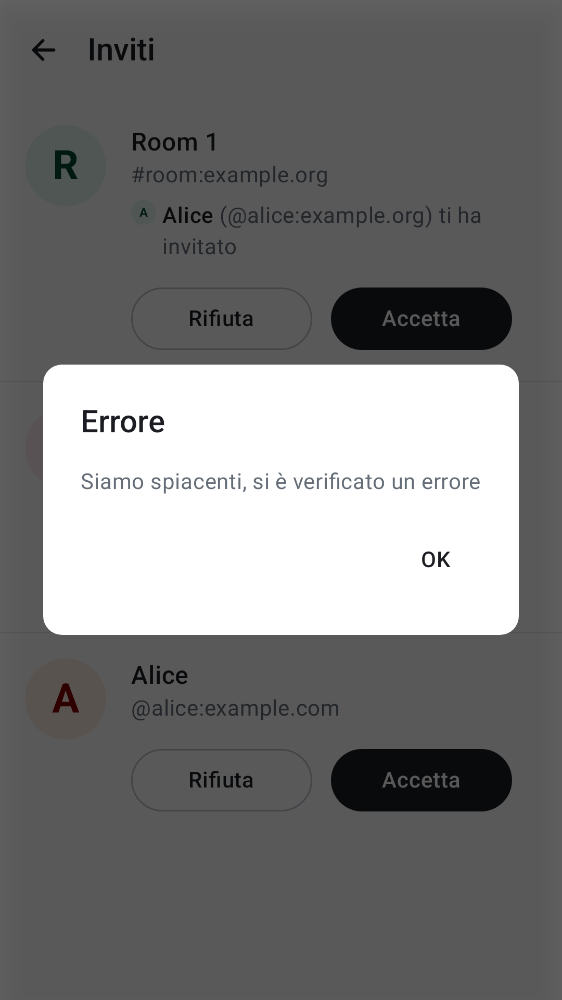 Inviti
R
Room 1
#room:example.org
A Alice (@alice:example.org) ti ha
invitato
Rifiuta
Accetta
Errore
Siamo spiacenti, si è verificato un errore
OK
A
Alice
@alice:example.com
Rifiuta
Accetta